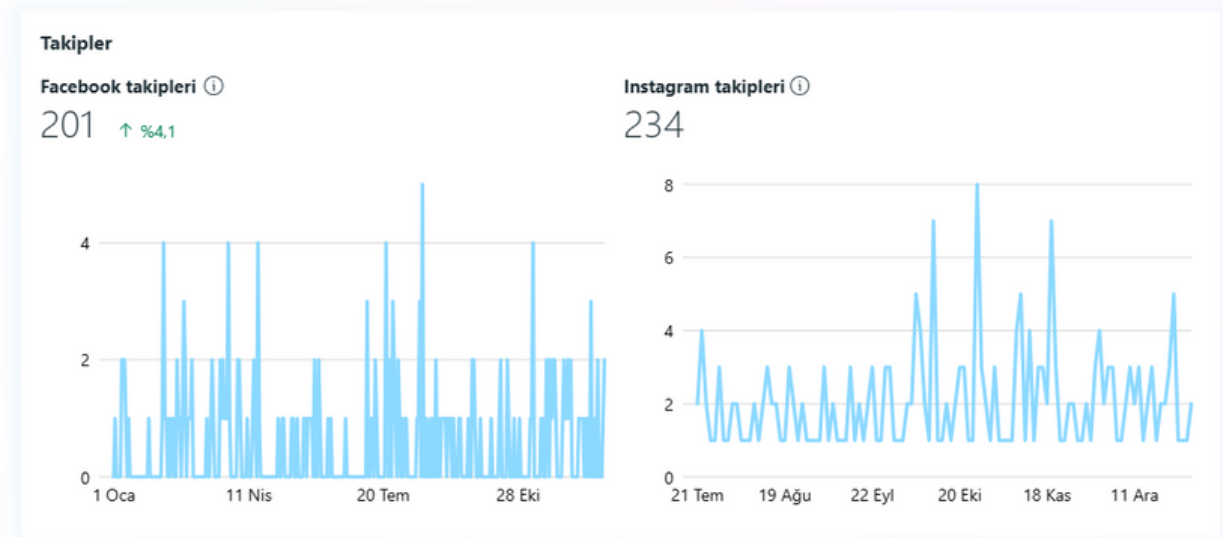 Takipler
Facebook takipleri
201 ↑ %4,1
4
2
0
1 Oca 11 Nis 20 Tem 28 Eki
Instagram takipleri
234
8
6
4
2
0
21 Tem 19 Ağu 22 Eyl 20 Eki 18 Kas 11 Ara